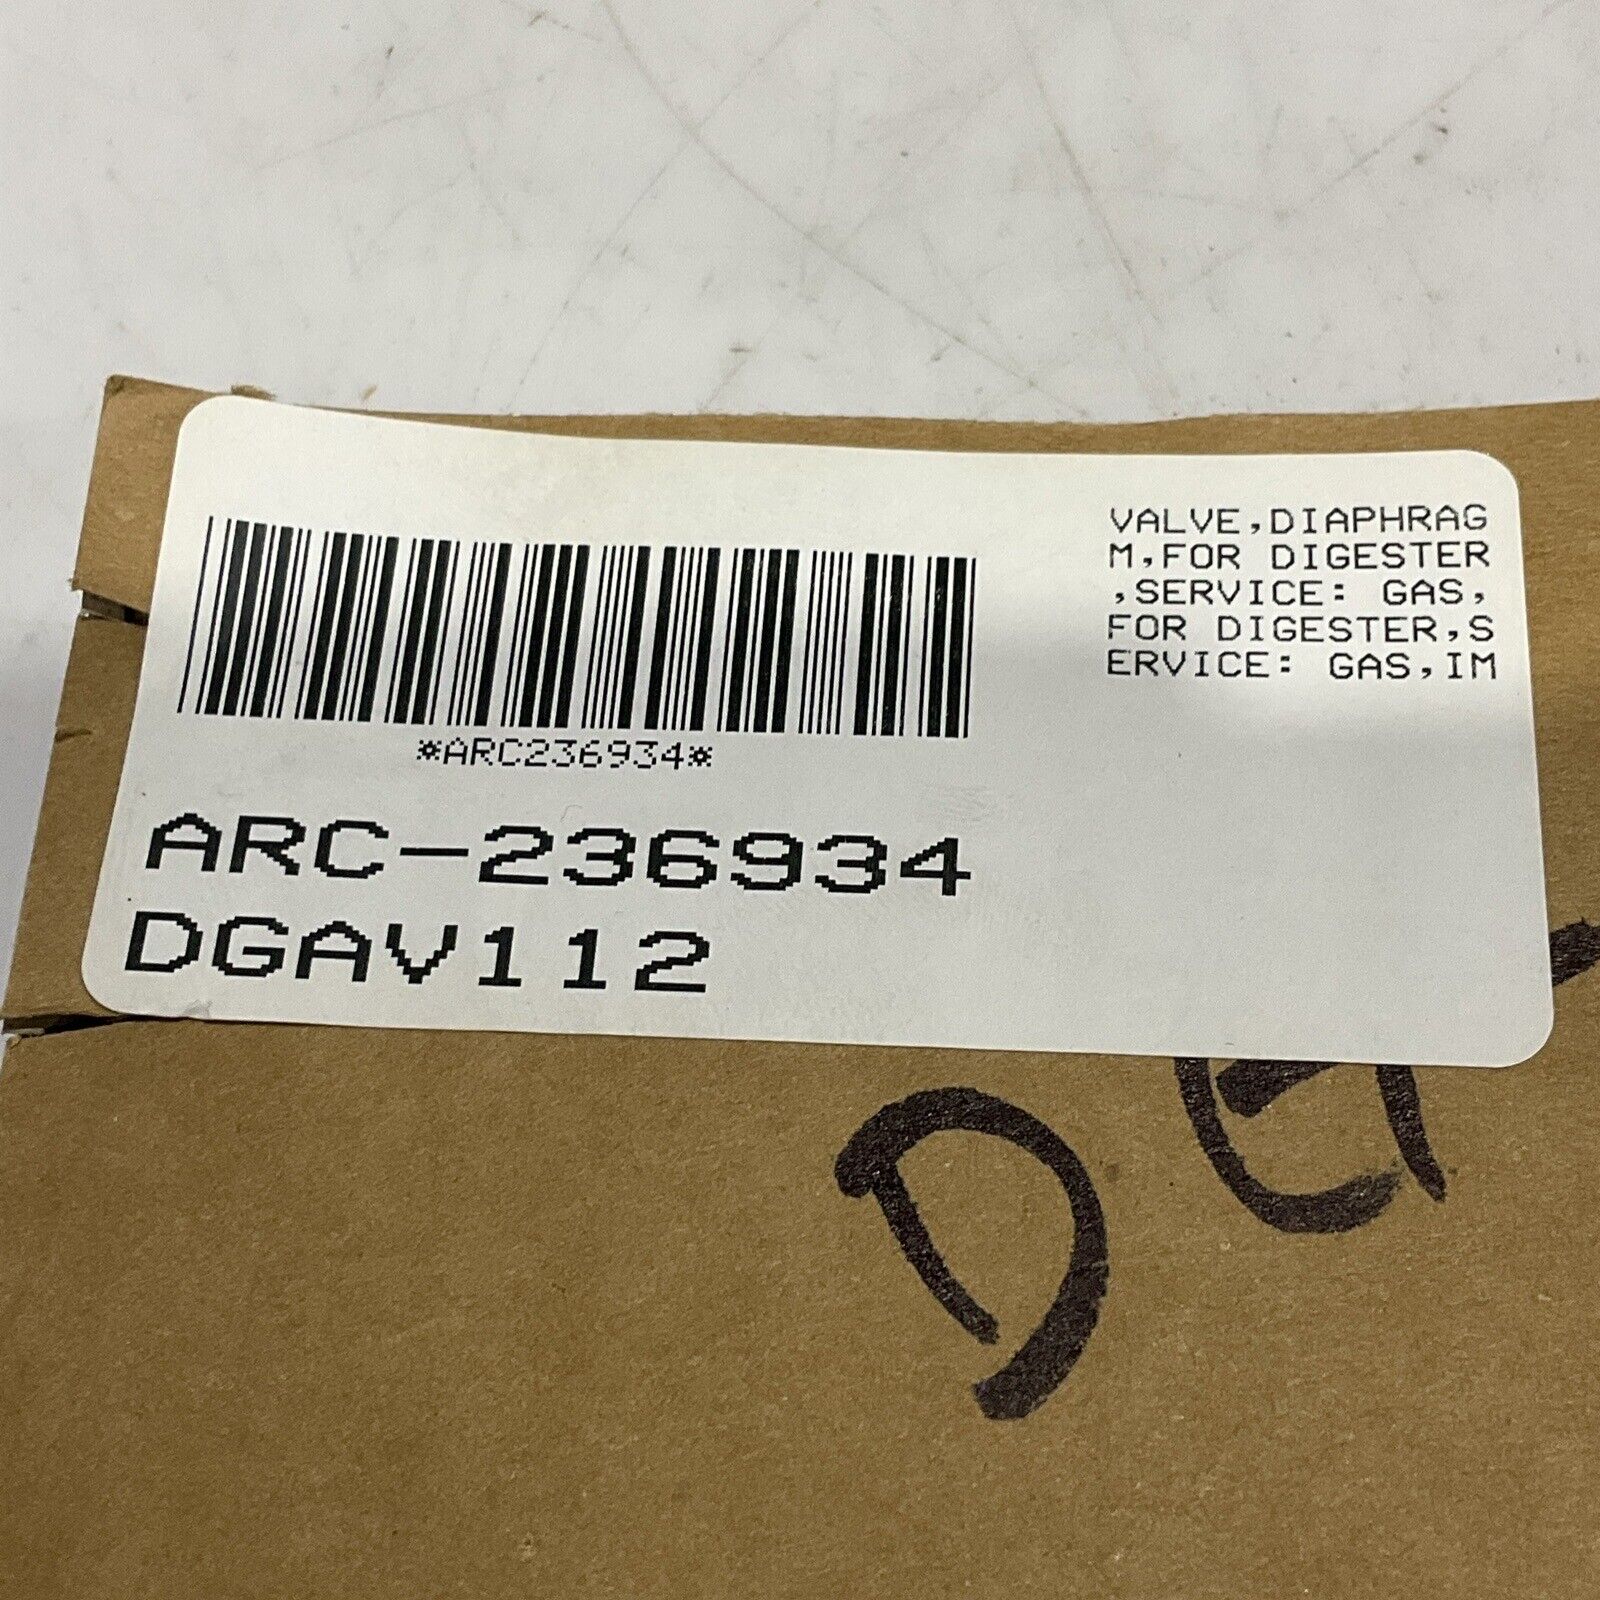 VALVE,DIAPHRAG
M,FOR DIGESTER
,SERVICE: GAS,
FOR DIGESTER,S
ERVICE: GAS,IM
*ARC236934*
ARC-236934
DGAV112